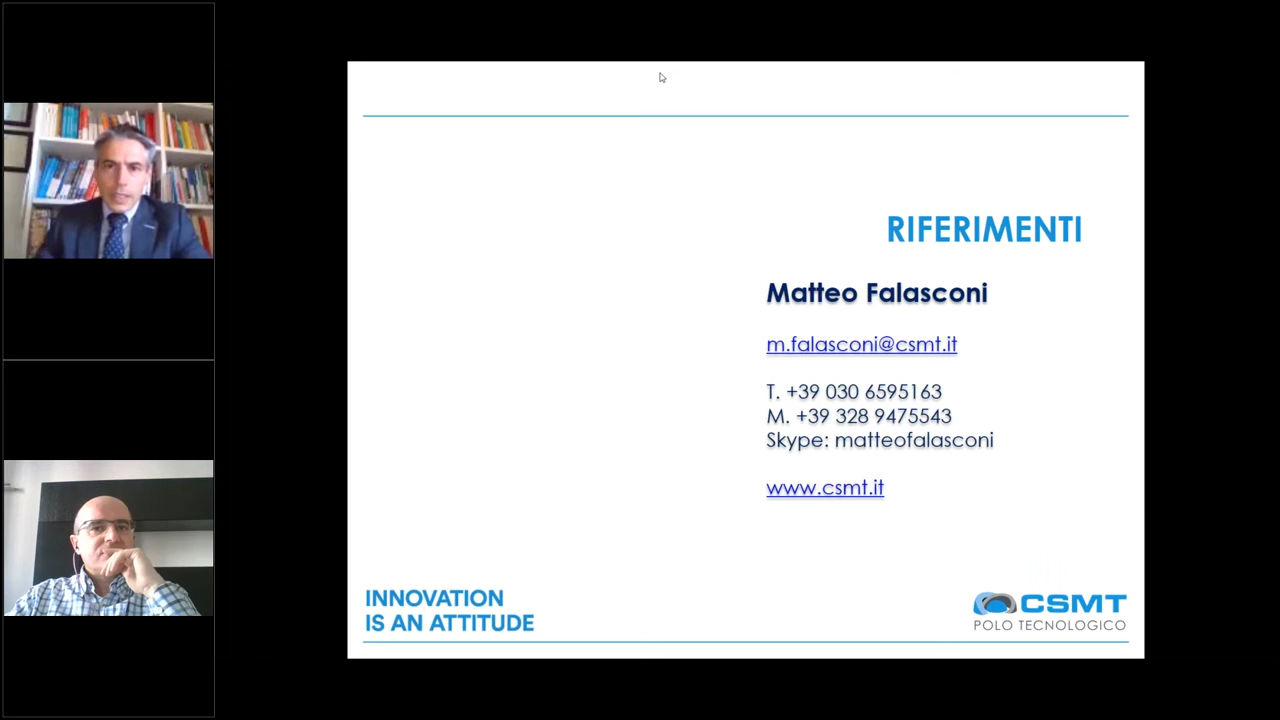 RIFERIMENTI
Matteo Falasconi
m.falasconi@csmt.it
T. +39 030 6595163
M. +39 328 9475543
Skype: matteofalasconi
www.csmt.it
INNOVATION
IS AN ATTITUDE
CSMT
POLO TECNOLOGICO